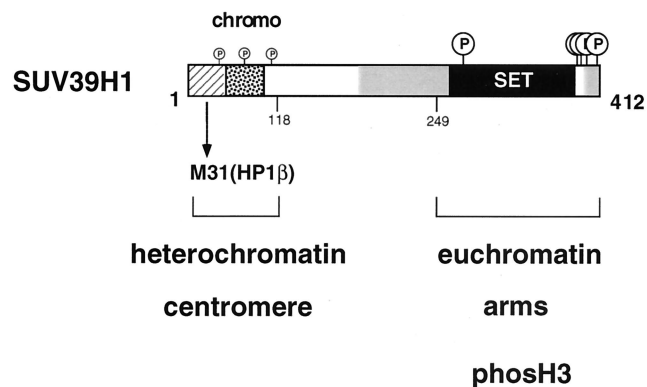 chromo
P P P P P P
SUV39H1 SET
1 412
118 249
M31(HP1β)
heterochromatin euchromatin
centromere arms
phosH3